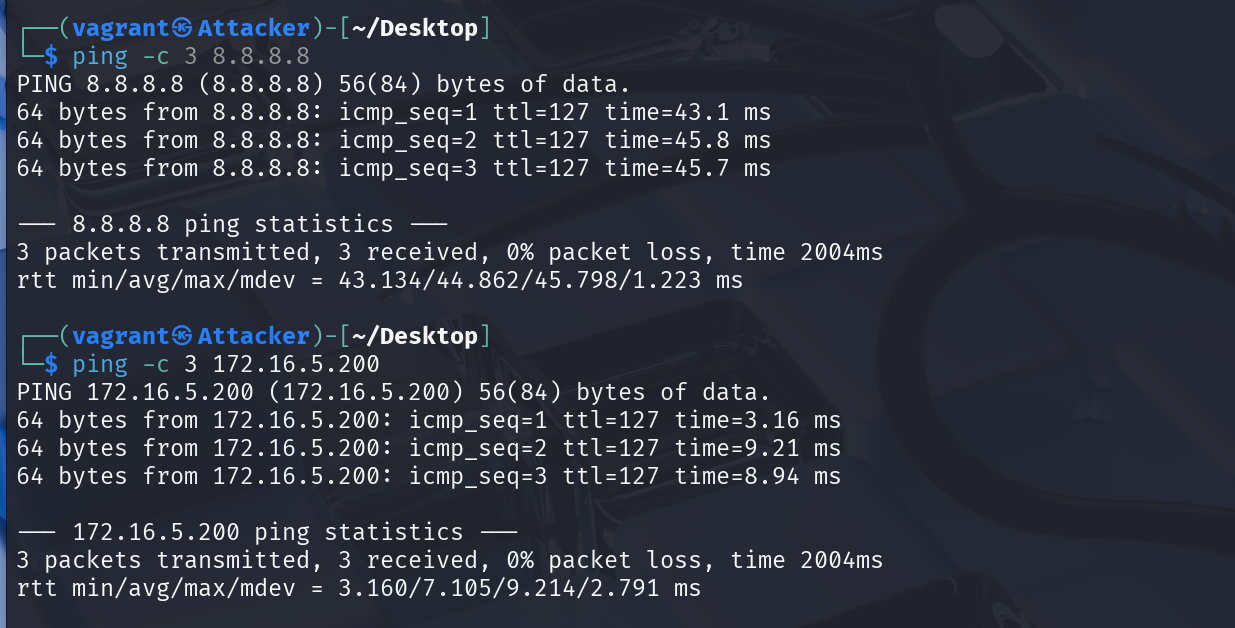 ┌──(vagrant㉿Attacker)-[~/Desktop]
└─$ ping -c 3 8.8.8.8
PING 8.8.8.8 (8.8.8.8) 56(84) bytes of data.
64 bytes from 8.8.8.8: icmp_seq=1 ttl=127 time=43.1 ms
64 bytes from 8.8.8.8: icmp_seq=2 ttl=127 time=45.8 ms
64 bytes from 8.8.8.8: icmp_seq=3 ttl=127 time=45.7 ms

--- 8.8.8.8 ping statistics ---
3 packets transmitted, 3 received, 0% packet loss, time 2004ms
rtt min/avg/max/mdev = 43.134/44.862/45.798/1.223 ms

┌──(vagrant㉿Attacker)-[~/Desktop]
└─$ ping -c 3 172.16.5.200
PING 172.16.5.200 (172.16.5.200) 56(84) bytes of data.
64 bytes from 172.16.5.200: icmp_seq=1 ttl=127 time=3.16 ms
64 bytes from 172.16.5.200: icmp_seq=2 ttl=127 time=9.21 ms
64 bytes from 172.16.5.200: icmp_seq=3 ttl=127 time=8.94 ms

--- 172.16.5.200 ping statistics ---
3 packets transmitted, 3 received, 0% packet loss, time 2004ms
rtt min/avg/max/mdev = 3.160/7.105/9.214/2.791 ms